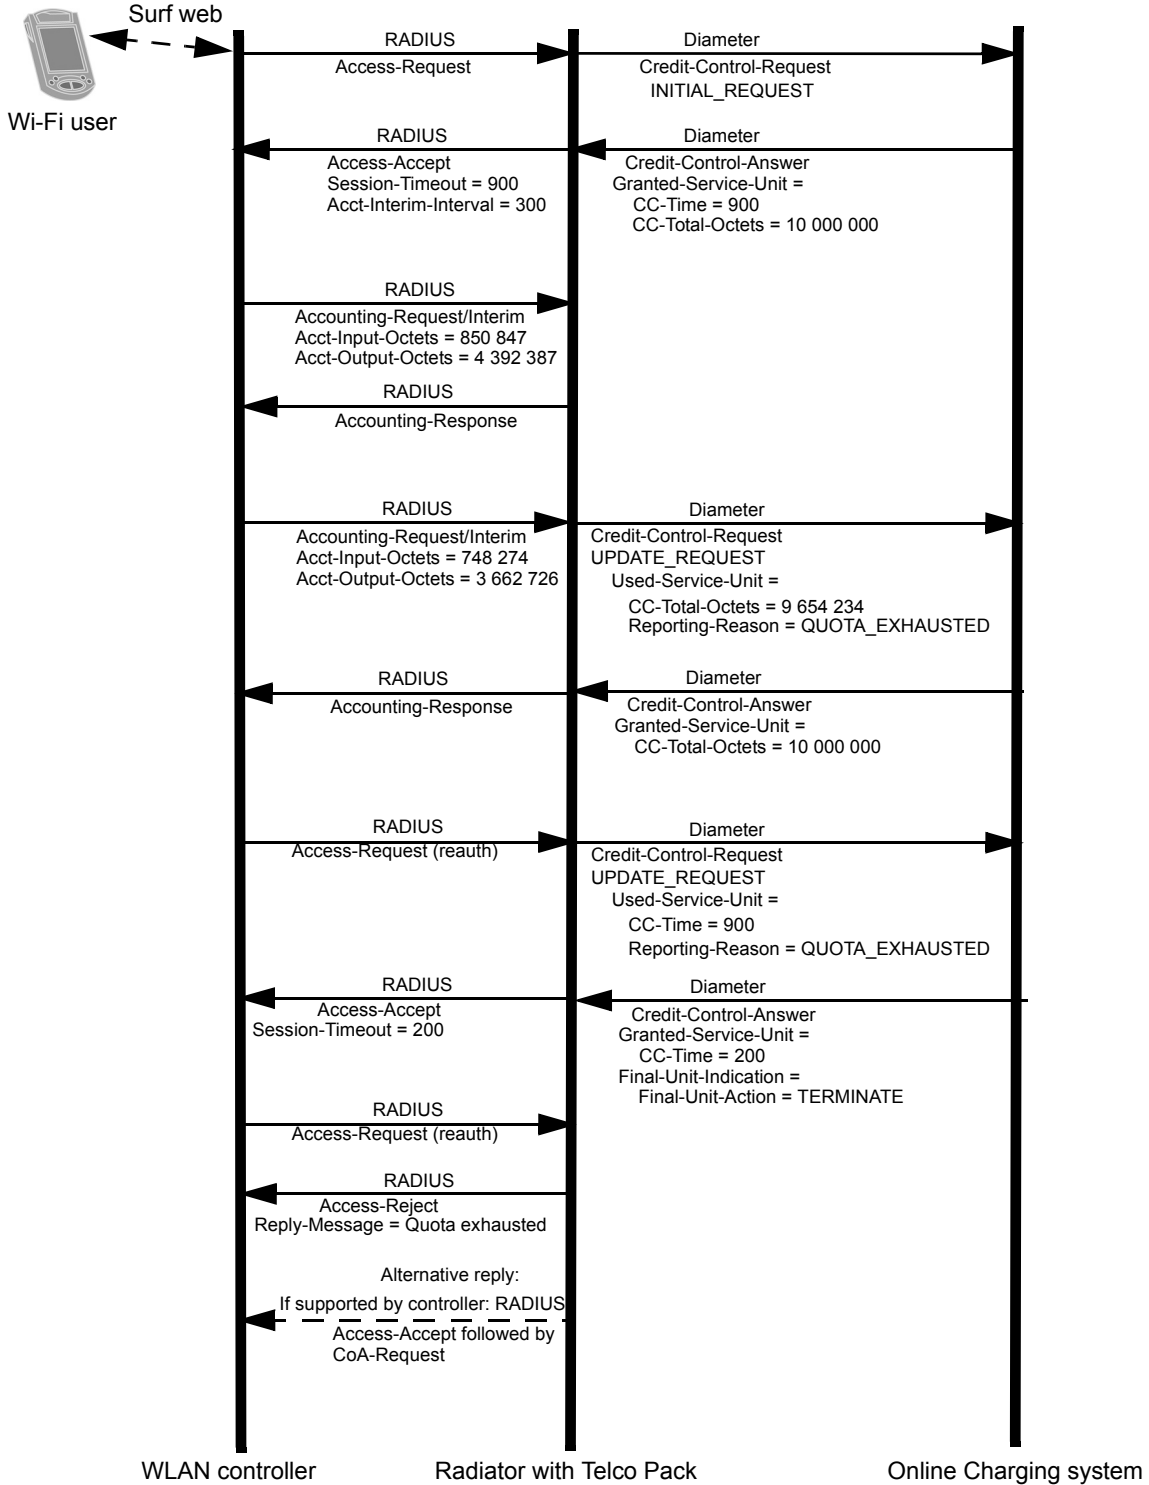 Surf web
Wi-Fi user
RADIUS
Access-Request
Diameter
Credit-Control-Request
INITIAL_REQUEST
RADIUS
Access-Accept
Session-Timeout = 900
Acct-Interim-Interval = 300
Diameter
Credit-Control-Answer
Granted-Service-Unit =
CC-Time = 900
CC-Total-Octets = 10 000 000
RADIUS
Accounting-Request/Interim
Acct-Input-Octets = 850 847
Acct-Output-Octets = 4 392 387
RADIUS
Accounting-Response
RADIUS
Accounting-Request/Interim
Acct-Input-Octets = 748 274
Acct-Output-Octets = 3 662 726
Diameter
Credit-Control-Request
UPDATE_REQUEST
Used-Service-Unit =
CC-Total-Octets = 9 654 234
Reporting-Reason = QUOTA_EXHAUSTED
RADIUS
Accounting-Response
Diameter
Credit-Control-Answer
Granted-Service-Unit =
CC-Total-Octets = 10 000 000
RADIUS
Access-Request (reauth)
Diameter
Credit-Control-Request
UPDATE_REQUEST
Used-Service-Unit =
CC-Time = 900
Reporting-Reason = QUOTA_EXHAUSTED
RADIUS
Access-Accept
Session-Timeout = 200
Diameter
Credit-Control-Answer
Granted-Service-Unit =
CC-Time = 200
Final-Unit-Indication =
Final-Unit-Action = TERMINATE
RADIUS
Access-Request (reauth)
RADIUS
Access-Reject
Reply-Message = Quota exhausted
Alternative reply:
If supported by controller: RADIUS
Access-Accept followed by
CoA-Request
WLAN controller
Radiator with Telco Pack
Online Charging system